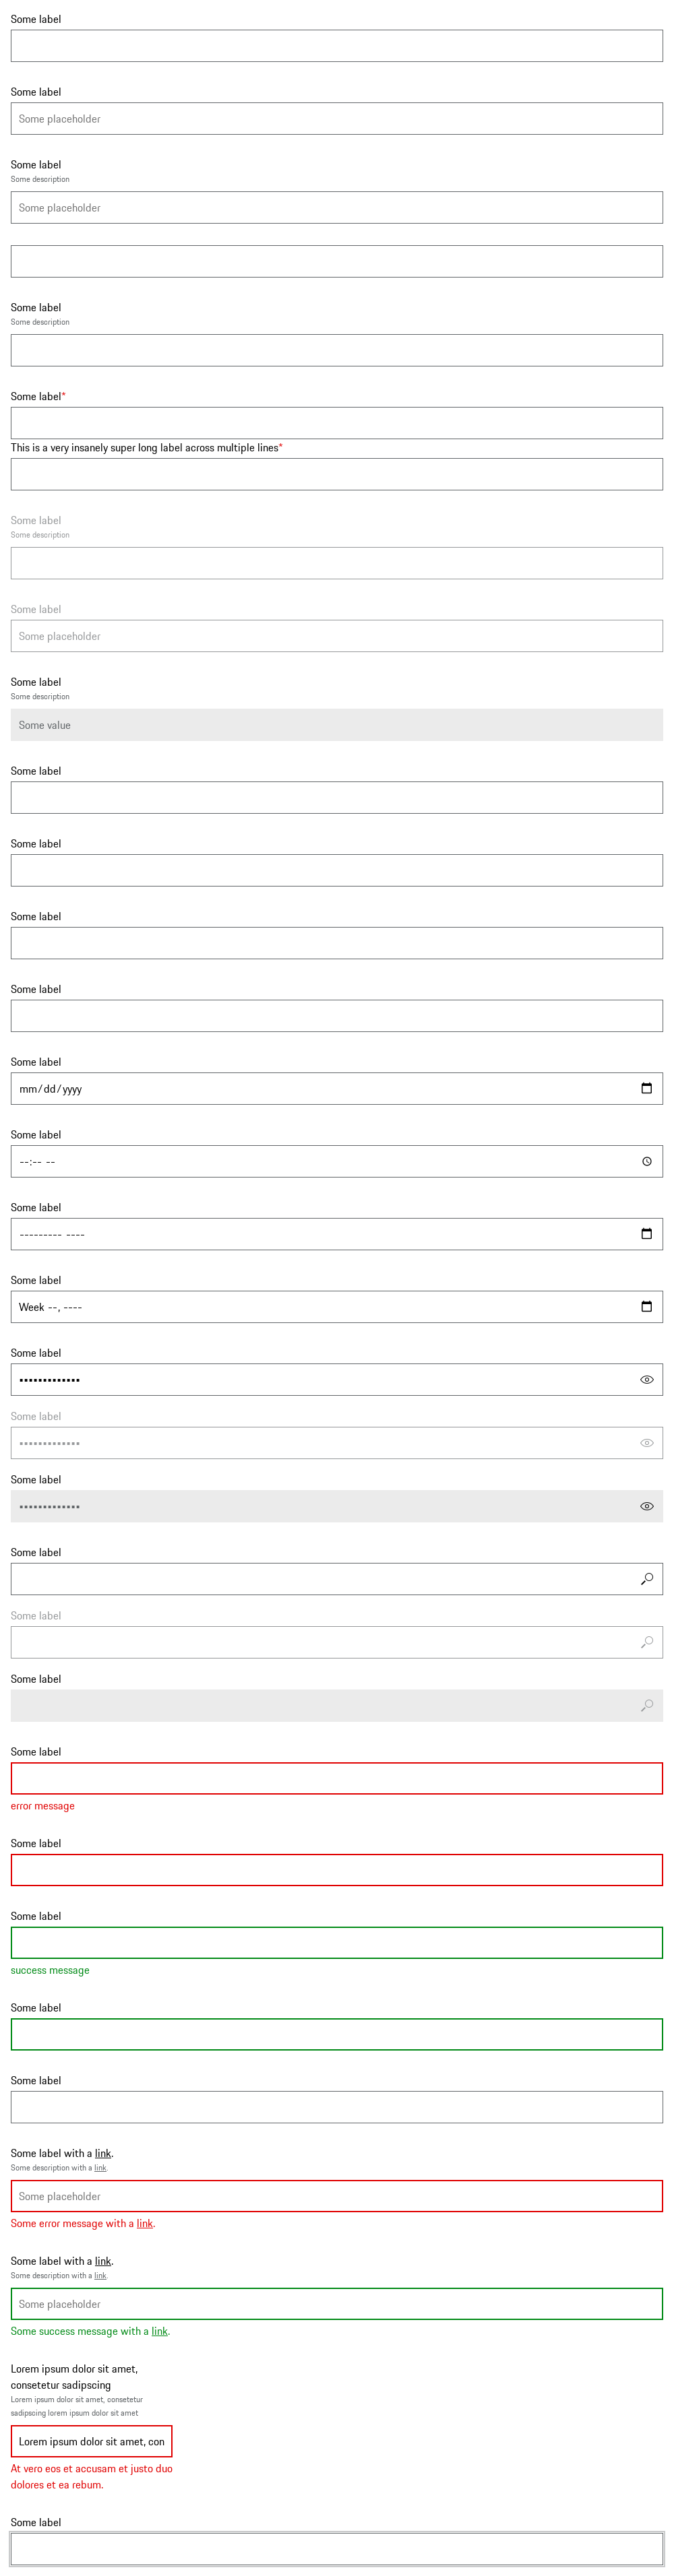 Some label
Some label
Some placeholder
Some label
Some description
Some placeholder
Some label
Some description
Some label*
This is a very insanely super long label across multiple lines*
Some label
Some description
Some label
Some placeholder
Some label
Some description
Some value
Some label
Some label
Some label
Some label
Some label
mm/dd/yyyy
Some label
--:-- --
Some label
--------- ----
Some label
Week --, ----
Some label
•••••••••••••
Some label
•••••••••••••
Some label
•••••••••••••
Some label
Some label
Some label
Some label
error message
Some label
Some label
success message
Some label
Some label
Some label with a link.
Some description with a link.
Some placeholder
Some error message with a link.
Some label with a link.
Some description with a link.
Some placeholder
Some success message with a link.
Lorem ipsum dolor sit amet,
consetetur sadipscing
Lorem ipsum dolor sit amet, consetetur
sadipscing lorem ipsum dolor sit amet
Lorem ipsum dolor sit amet, con
At vero eos et accusam et justo duo
dolores et ea rebum.
Some label